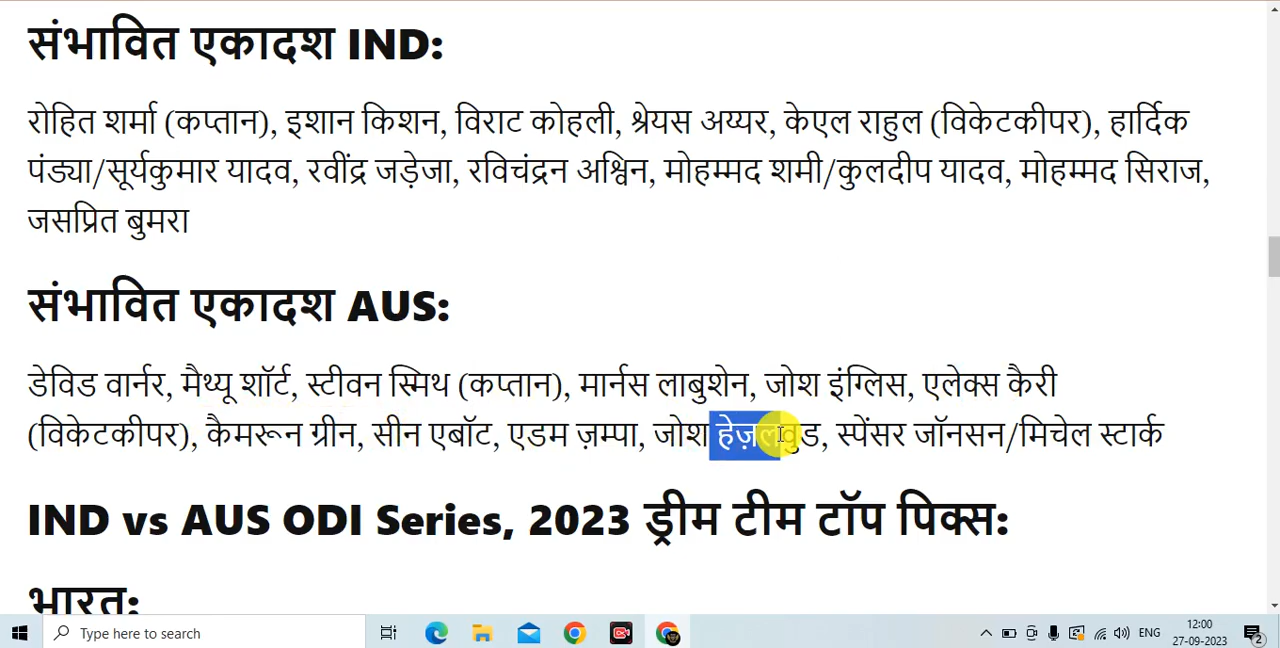 संभावित एकादश IND:
रोहित शर्मा (कप्तान), इशान किशन, विराट कोहली, श्रेयस अय्यर, केएल राहुल (विकेटकीपर), हार्दिक
पंड्या/सूर्यकुमार यादव, रवींद्र जड़ेजा, रविचंद्रन अश्विन, मोहम्मद शमी/कुलदीप यादव, मोहम्मद सिराज,
जसप्रित बुमरा
संभावित एकादश AUS:
डेविड वार्नर, मैथ्यू शॉर्ट, स्टीवन स्मिथ (कप्तान), मार्नस लाबुशेन, जोश इंग्लिस, एलेक्स कैरी
(विकेटकीपर), कैमरून ग्रीन, सीन एबॉट, एडम ज़म्पा, जोश हेज़लवुड, स्पेंसर जॉनसन/मिचेल स्टार्क
IND vs AUS ODI Series, 2023 ड्रीम टीम टॉप पिक्स:
भारत:
Type here to search
ENG
12:00
27-09-2023
2